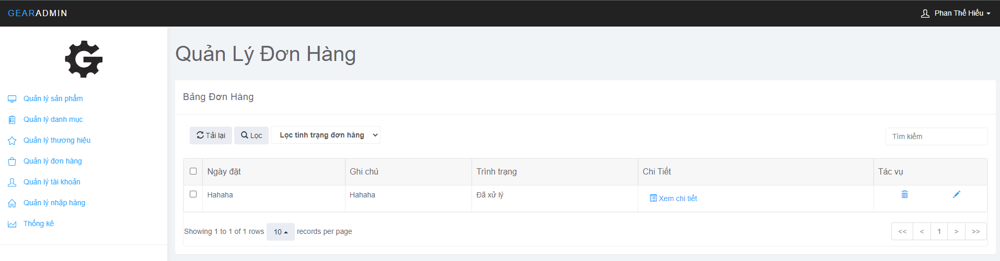 GEARADMIN
Phan Thế Hiếu
G
Quản lý sản phẩm
Quản lý danh mục
Quản lý thương hiệu
Quản lý đơn hàng
Quản lý tài khoản
Quản lý nhập hàng
Thống kê
Quản Lý Đơn Hàng
Bảng Đơn Hàng
Tải lại Lọc Lọc tình trạng đơn hàng Tìm kiếm
Ngày đặt Ghi chú Trình trạng Chi Tiết Tác vụ
Hahaha Hahaha Đã xử lý Xem chi tiết
Showing 1 to 1 of 1 rows 10 records per page << < 1 > >>